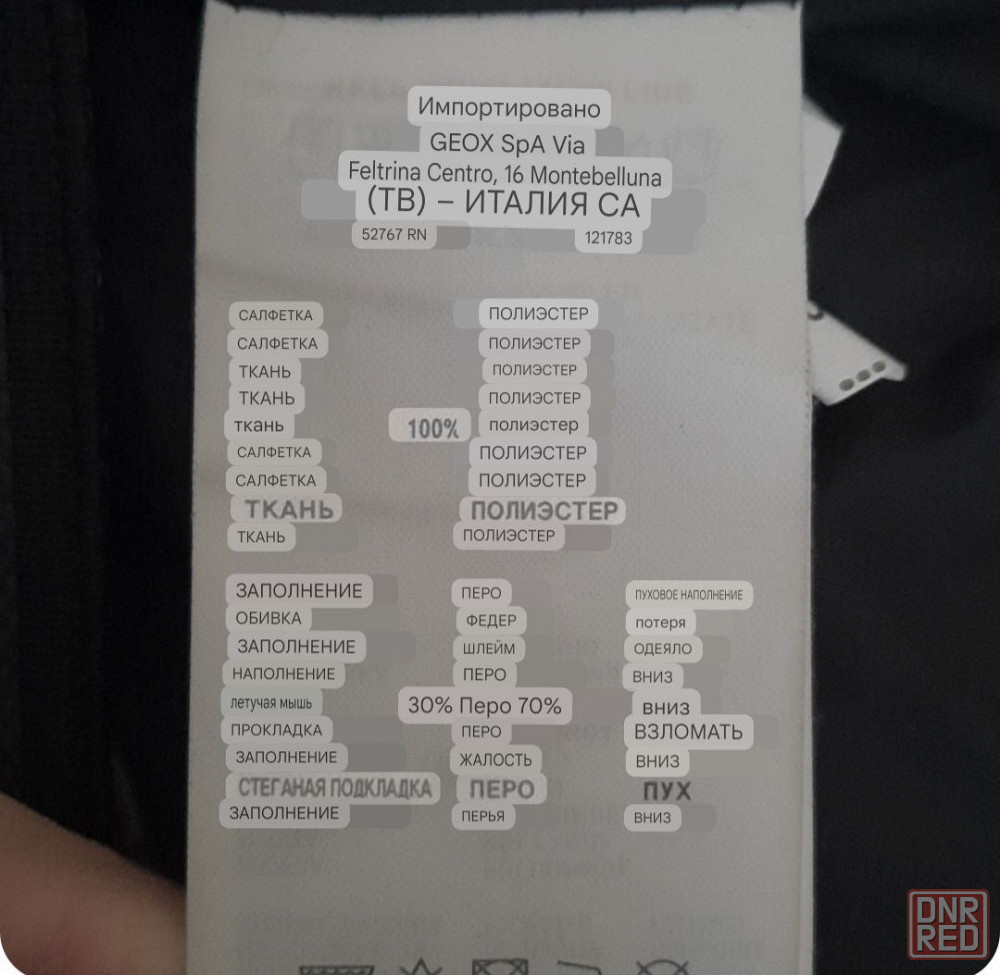 Импортировано
GEOX SpA Via
Feltrina Centro, 16 Montebelluna
(ТВ) – ИТАЛИЯ CA
52767 RN 121783
САЛФЕТКА ПОЛИЭСТЕР
САЛФЕТКА ПОЛИЭСТЕР
ТКАНЬ ПОЛИЭСТЕР
ТКАНЬ ПОЛИЭСТЕР
ткань 100% полиэстер
САЛФЕТКА ПОЛИЭСТЕР
САЛФЕТКА ПОЛИЭСТЕР
ТКАНЬ ПОЛИЭСТЕР
ТКАНЬ ПОЛИЭСТЕР
ЗАПОЛНЕНИЕ ПЕРО ПУХОВОЕ НАПОЛНЕНИЕ
ОБИВКА ФЕДЕР потеря
ЗАПОЛНЕНИЕ ШЛЕЙМ ОДЕЯЛО
НАПОЛНЕНИЕ ПЕРО ВНИЗ
летучая мышь 30% Перо 70% вниз
ПРОКЛАДКА ПЕРО ВЗЛОМАТЬ
ЗАПОЛНЕНИЕ ЖАЛОСТЬ ВНИЗ
СТЕГАНАЯ ПОДКЛАДКА ПЕРО ПУХ
ЗАПОЛНЕНИЕ ПЕРЬЯ ВНИЗ
DNR
RED